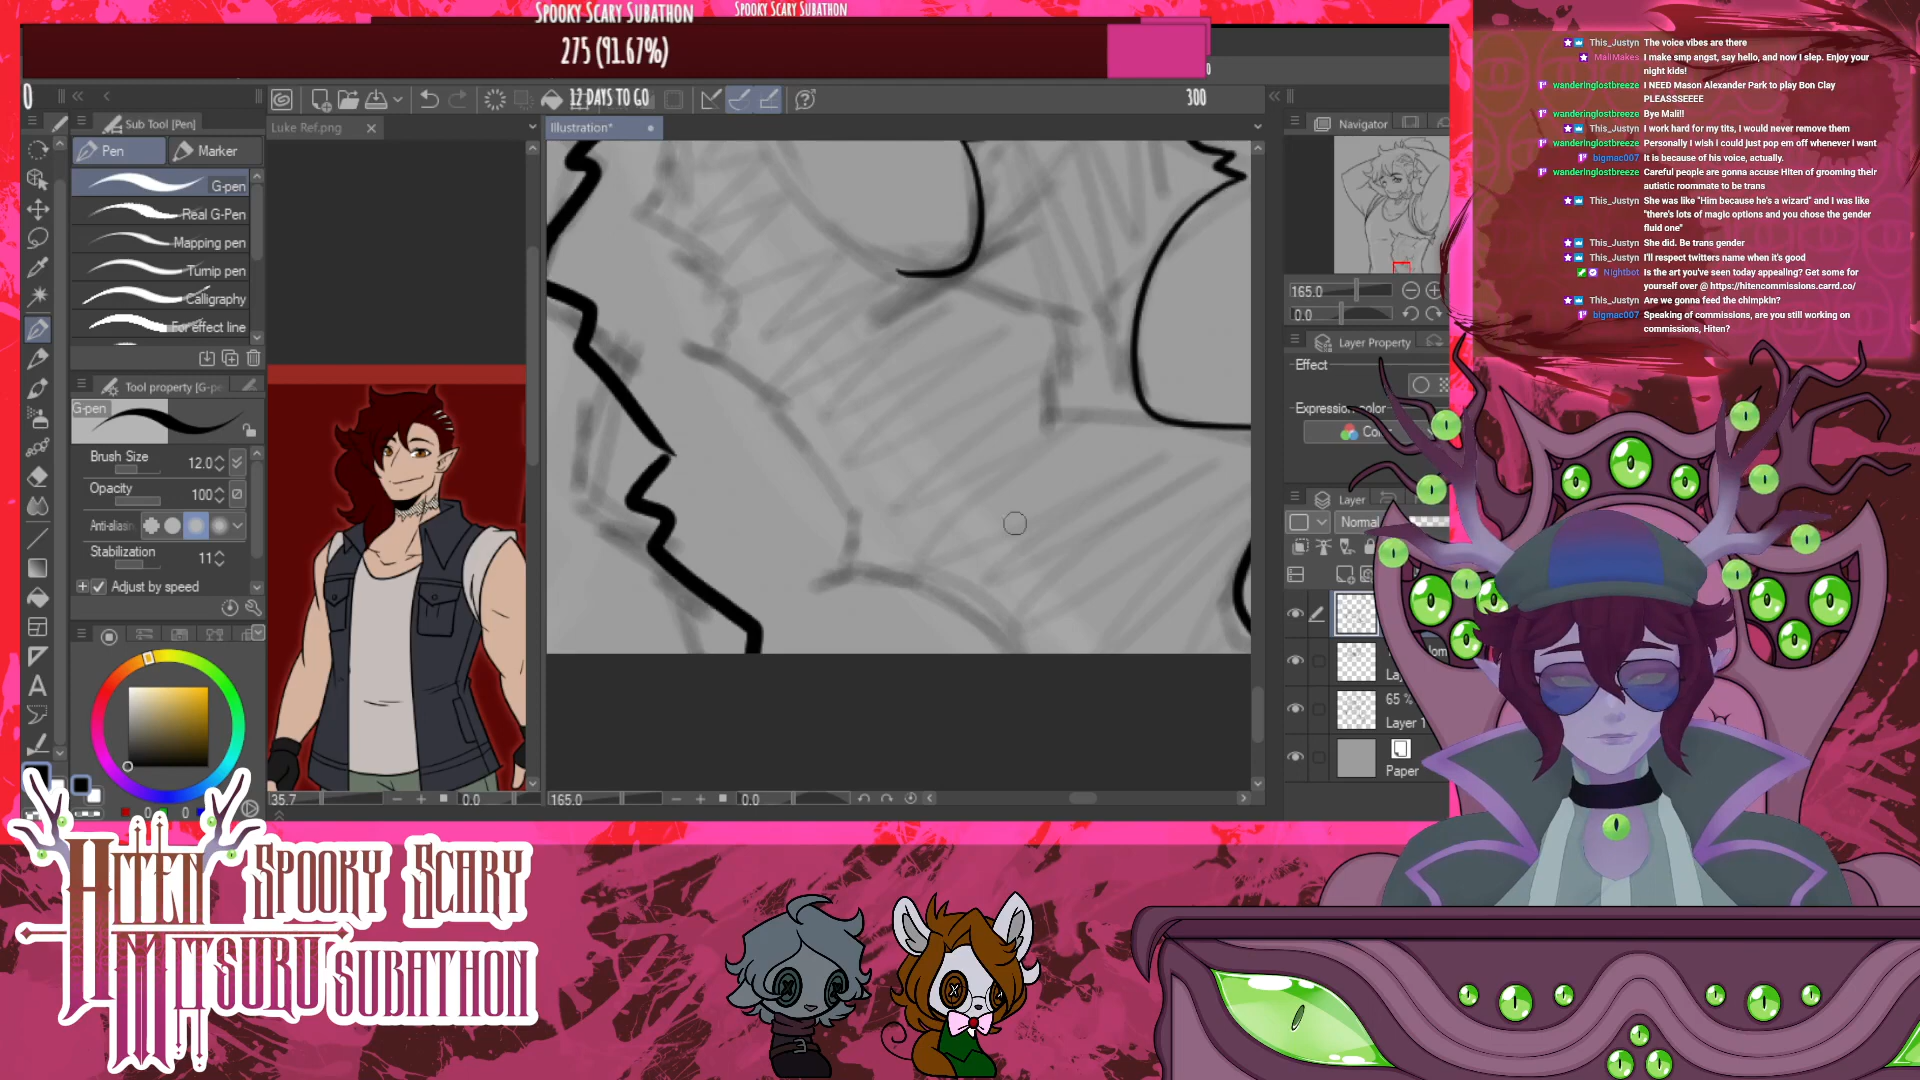 Spooky Scary Subathon
Spooky Scary Subathon
275 (91.67%)
12 Days to go
300
0
0
Sub Tool [Pen]
Pen
Marker
G-pen
Real G-Pen
Mapping pen
Turnip pen
Calligraphy
For effect line
Tool property [G-pe
G-pen
Brush Size
12.0
Opacity
100
Anti-aliasin
Stabilization
11
Adjust by speed
Luke Ref.png
Illustration*
35.7
0.0
165.0
0.0
Navigator
165.0
0.0
Layer Property
Effect
Expression color
Layer
Normal
65 %
Layer 1
Paper
This_Justyn The voice vibes are there
MaliMakes I make smp angst, say hello, and now I slep. Enjoy your
night kids!
wanderinglostbreeze I NEED Mason Alexander Park to play Bon Clay
PLEASSSEEEE
wanderinglostbreeze Bye Mali!!
This_Justyn I work hard for my tits, I would never remove them
wanderinglostbreeze Personally I wish I could just pop em off whenever I want
bigmac007 It is because of his voice, actually.
wanderinglostbreeze Careful people are gonna accuse Hiten of grooming their
autistic roommate to be trans
This_Justyn She was like "Him because he's a wizard" and I was like
"there's lots of magic options and you chose the gender
fluid one"
This_Justyn She did. Be trans gender
This_Justyn I'll respect twitters name when it's good
Nightbot Is the art you've seen today appealing? Get some for
yourself over @ https://hitencommissions.carrd.co/
This_Justyn Are we gonna feed the chimpkin?
bigmac007 Speaking of commissions, are you still working on
commissions, Hiten?
Hiten
Mitsuru
Spooky Scary
Subathon